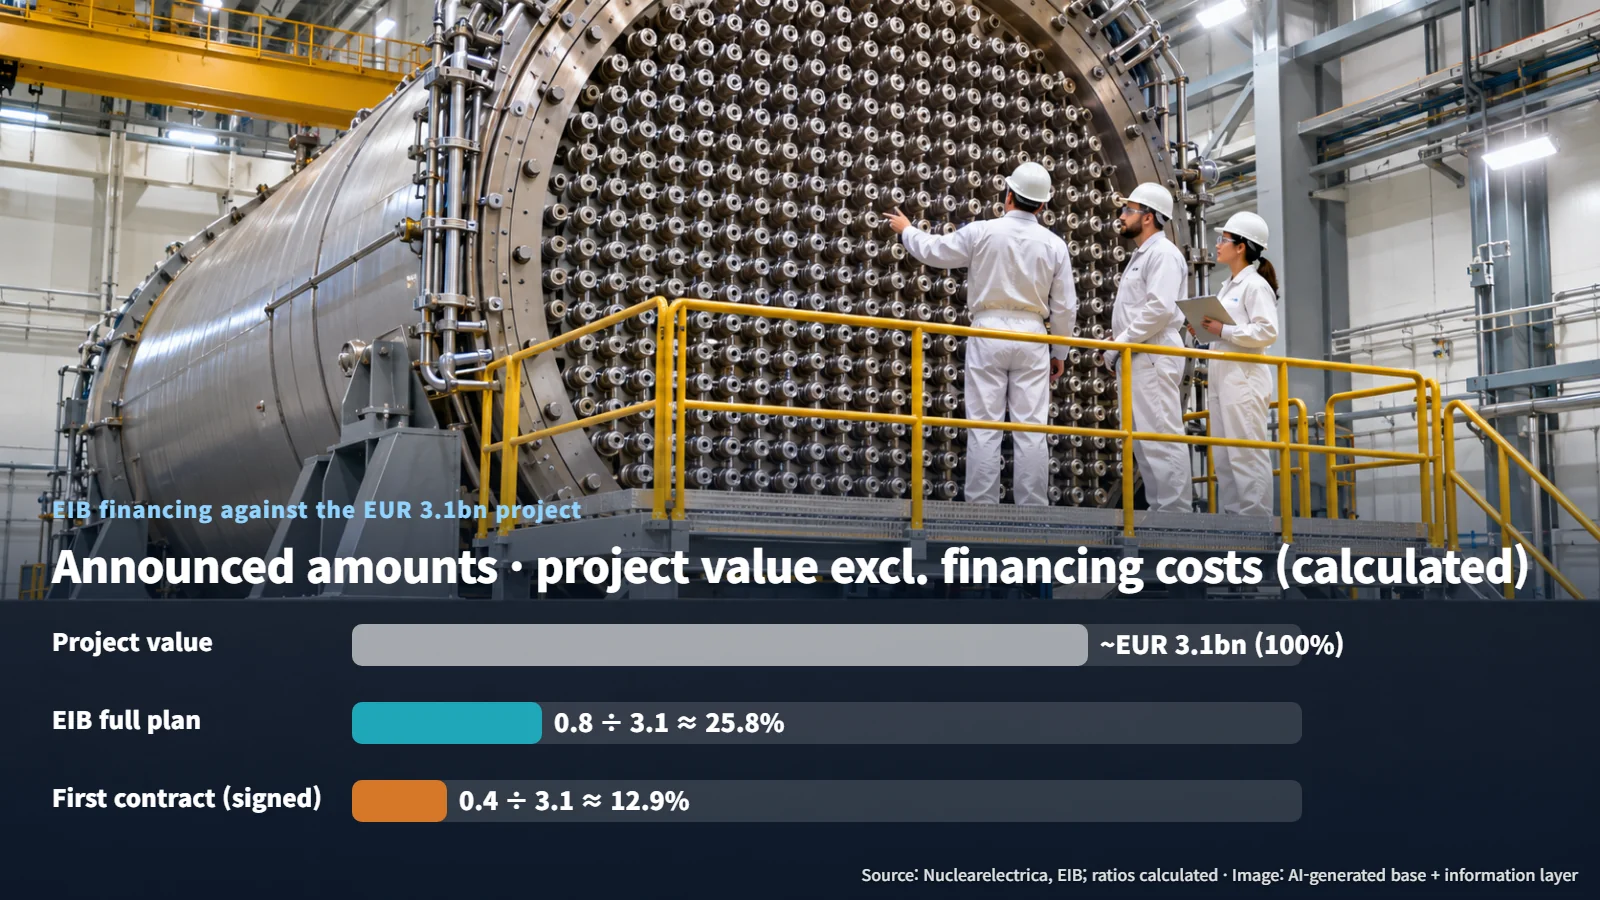 EIB financing against the EUR 3.1bn project
Announced amounts · project value excl. financing costs (calculated)
Project value
~EUR 3.1bn (100%)
EIB full plan
0.8 ÷ 3.1 ≈ 25.8%
First contract (signed)
0.4 ÷ 3.1 ≈ 12.9%
Source: Nuclearelectrica, EIB; ratios calculated · Image: AI-generated base + information layer